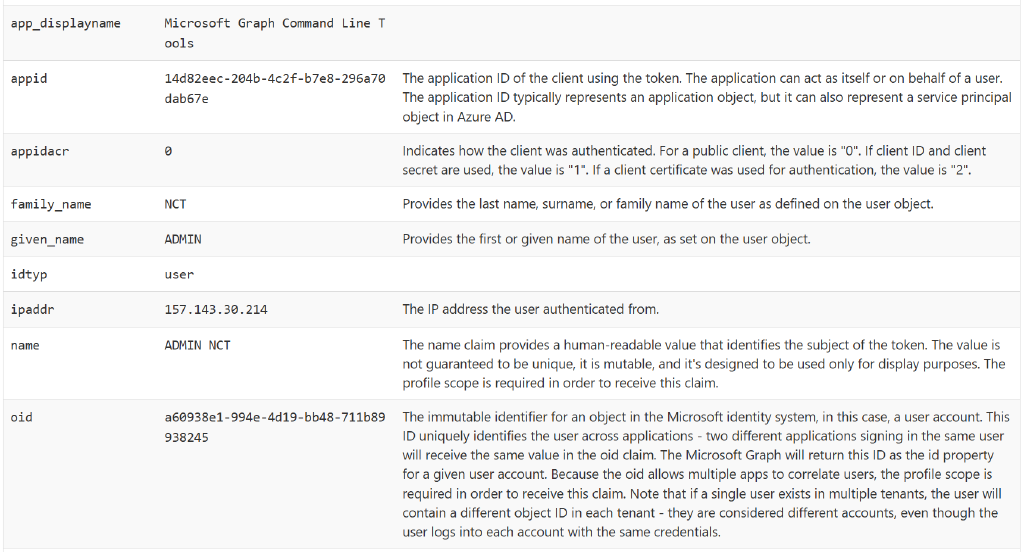 app_displayname
Microsoft Graph Command Line T
ools
appid
14d82eec-204b-4c2f-b7e8-296a70
dab67e
The application ID of the client using the token. The application can act as itself or on behalf of a user.
The application ID typically represents an application object, but it can also represent a service principal
object in Azure AD.
appidacr
0
Indicates how the client was authenticated. For a public client, the value is "0". If client ID and client
secret are used, the value is "1". If a client certificate was used for authentication, the value is "2".
family_name
NCT
Provides the last name, surname, or family name of the user as defined on the user object.
given_name
ADMIN
Provides the first or given name of the user, as set on the user object.
idtyp
user
ipaddr
157.143.30.214
The IP address the user authenticated from.
name
ADMIN NCT
The name claim provides a human-readable value that identifies the subject of the token. The value is
not guaranteed to be unique, it is mutable, and it's designed to be used only for display purposes. The
profile scope is required in order to receive this claim.
oid
a60938e1-994e-4d19-bb48-711b89
938245
The immutable identifier for an object in the Microsoft identity system, in this case, a user account. This
ID uniquely identifies the user across applications - two different applications signing in the same user
will receive the same value in the oid claim. The Microsoft Graph will return this ID as the id property
for a given user account. Because the oid allows multiple apps to correlate users, the profile scope is
required in order to receive this claim. Note that if a single user exists in multiple tenants, the user will
contain a different object ID in each tenant - they are considered different accounts, even though the
user logs into each account with the same credentials.